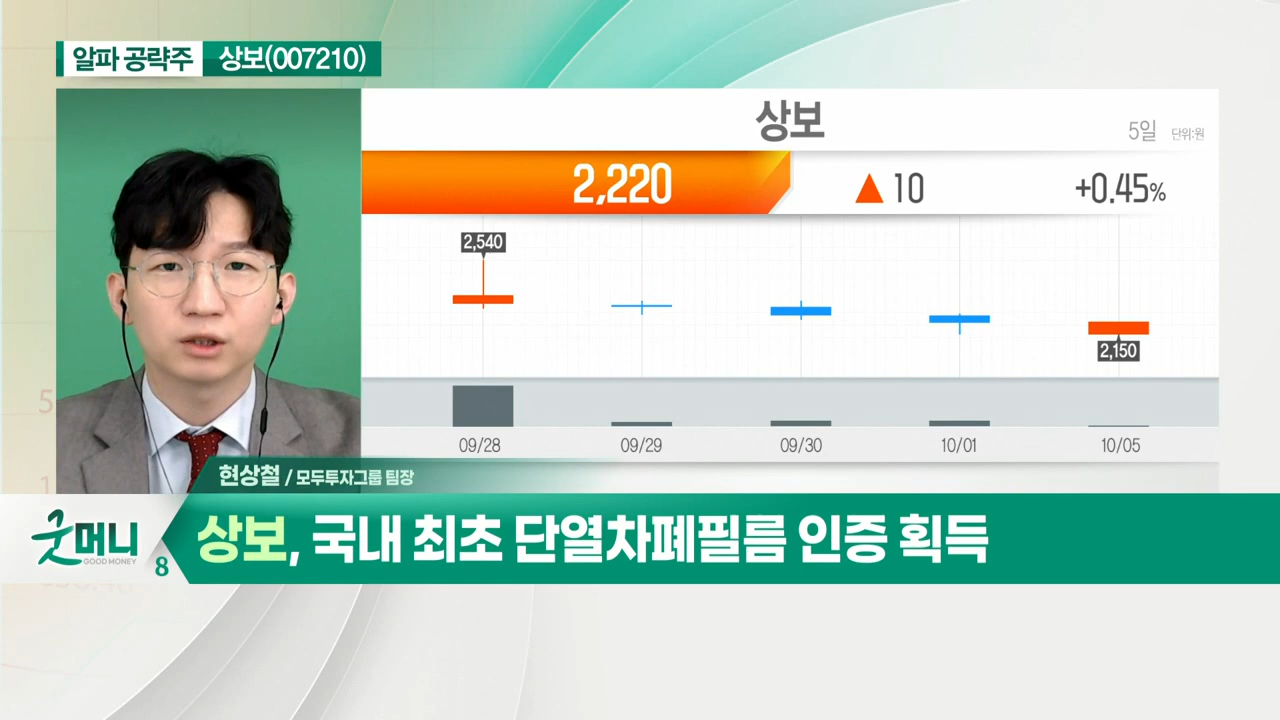 알파 공략주 상보(007210)
상보
5일 단위:원
2,220 ▲ 10 +0.45%
2,540
2,150
5
09/28 09/29 09/30 10/01 10/05
1
현상철 / 모두투자그룹 팀장
굿머니
GOOD MONEY
8
상보, 국내 최초 단열차폐필름 인증 획득